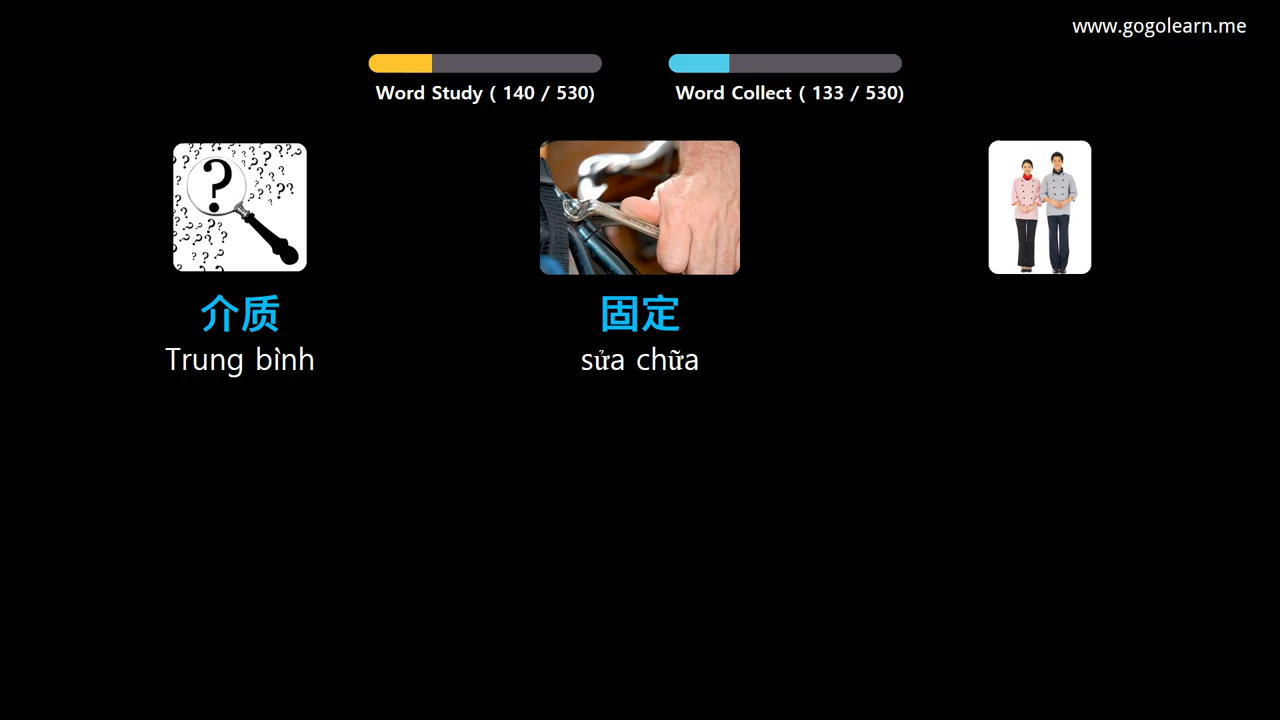 www.gogolearn.me
Word Study ( 140 / 530)
Word Collect ( 133 / 530)
介质
Trung bình
固定
sửa chữa